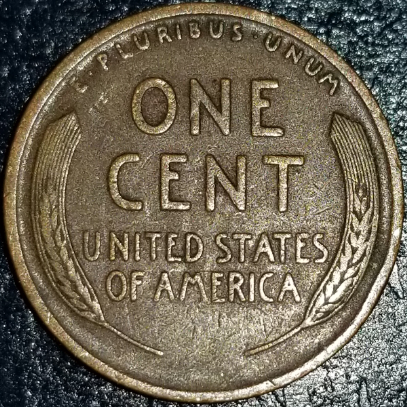 E · PLURIBUS · UNUM
ONE
CENT
UNITED STATES
OF AMERICA